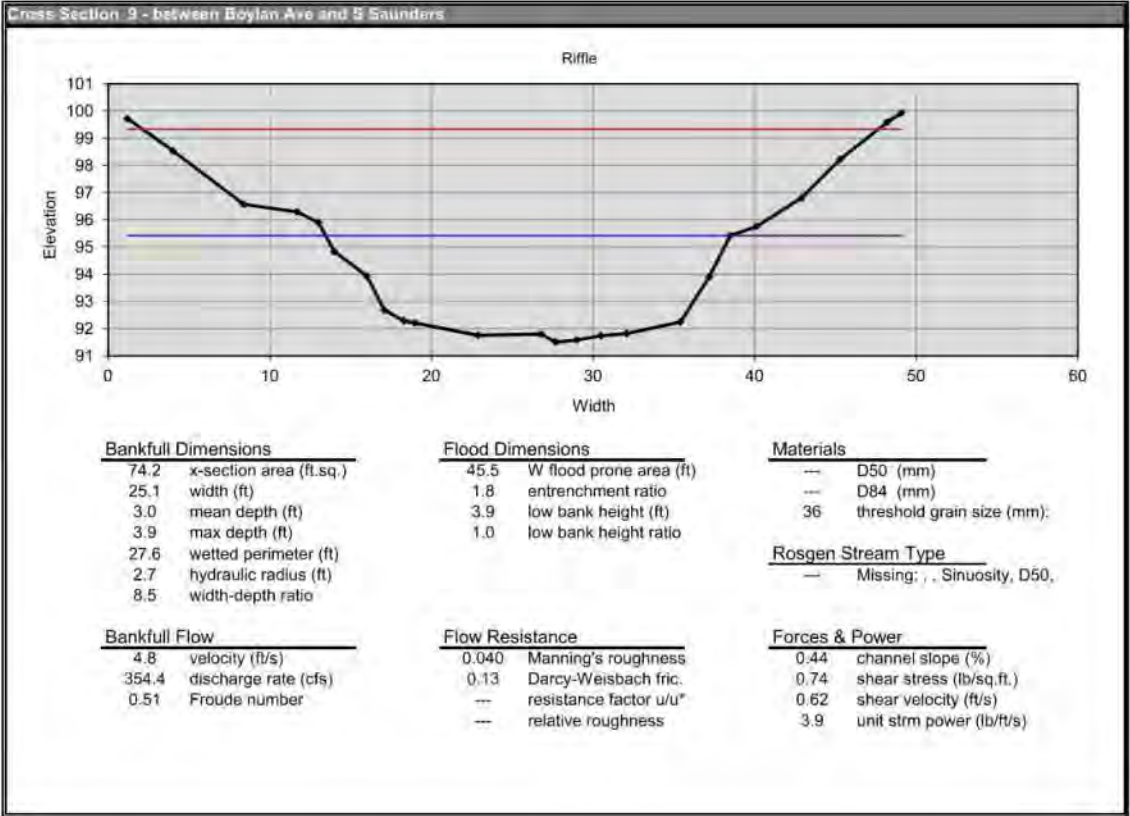 Cross Section 9 - between Boylan Ave and S Saunders
Riffle
101
100
99
98
97
96
95
94
93
92
91
Elevation
0 10 20 30 40 50 60
Width
Bankfull Dimensions
74.2 x-section area (ft.sq.)
25.1 width (ft)
3.0 mean depth (ft)
3.9 max depth (ft)
27.6 wetted perimeter (ft)
2.7 hydraulic radius (ft)
8.5 width-depth ratio
Flood Dimensions
45.5 W flood prone area (ft)
1.8 entrenchment ratio
3.9 low bank height (ft)
1.0 low bank height ratio
Materials
--- D50 (mm)
--- D84 (mm)
36 threshold grain size (mm):
Rosgen Stream Type
--- Missing: , , Sinuosity, D50,
Bankfull Flow
4.8 velocity (ft/s)
354.4 discharge rate (cfs)
0.51 Froude number
Flow Resistance
0.040 Manning's roughness
0.13 Darcy-Weisbach fric.
--- resistance factor u/u*
--- relative roughness
Forces & Power
0.44 channel slope (%)
0.74 shear stress (lb/sq.ft.)
0.62 shear velocity (ft/s)
3.9 unit strm power (lb/ft/s)